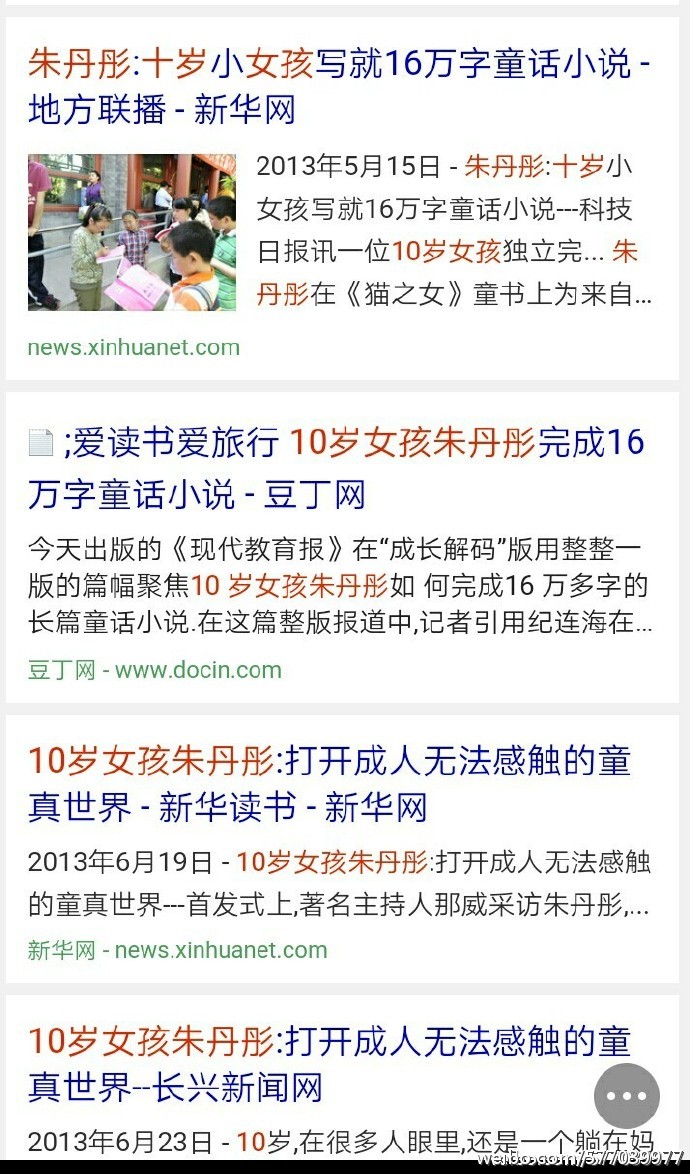 朱丹彤:十岁小女孩写就16万字童话小说 -
地方联播 - 新华网
2013年5月15日 - 朱丹彤:十岁小
女孩写就16万字童话小说---科技
日报讯一位10岁女孩独立完... 朱
丹彤在《猫之女》童书上为来自...
news.xinhuanet.com
;爱读书爱旅行 10岁女孩朱丹彤完成16
万字童话小说 - 豆丁网
今天出版的《现代教育报》在“成长解码”版用整整一
版的篇幅聚焦10 岁女孩朱丹彤如 何完成16 万多字的
长篇童话小说.在这篇整版报道中,记者引用纪连海在...
豆丁网 - www.docin.com
10岁女孩朱丹彤:打开成人无法感触的童
真世界 - 新华读书 - 新华网
2013年6月19日 - 10岁女孩朱丹彤:打开成人无法感触
的童真世界---首发式上,著名主持人那威采访朱丹彤,...
新华网 - news.xinhuanet.com
10岁女孩朱丹彤:打开成人无法感触的童
真世界--长兴新闻网
2013年6月23日 - 10岁,在很多人眼里,还是一个躺在妈
weibo.com/577039977